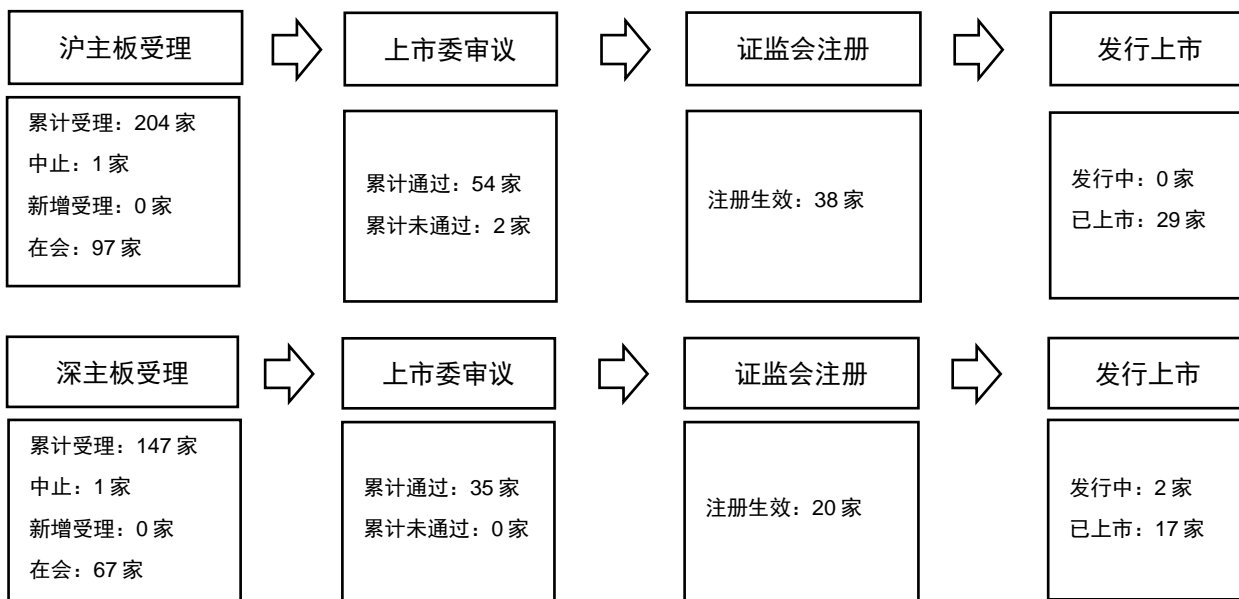 沪主板受理
上市委审议
证监会注册
发行上市
累计受理：204 家
中止：1 家
新增受理：0 家
在会：97 家
累计通过：54 家
累计未通过：2 家
注册生效：38 家
发行中：0 家
已上市：29 家
深主板受理
上市委审议
证监会注册
发行上市
累计受理：147 家
中止：1 家
新增受理：0 家
在会：67 家
累计通过：35 家
累计未通过：0 家
注册生效：20 家
发行中：2 家
已上市：17 家